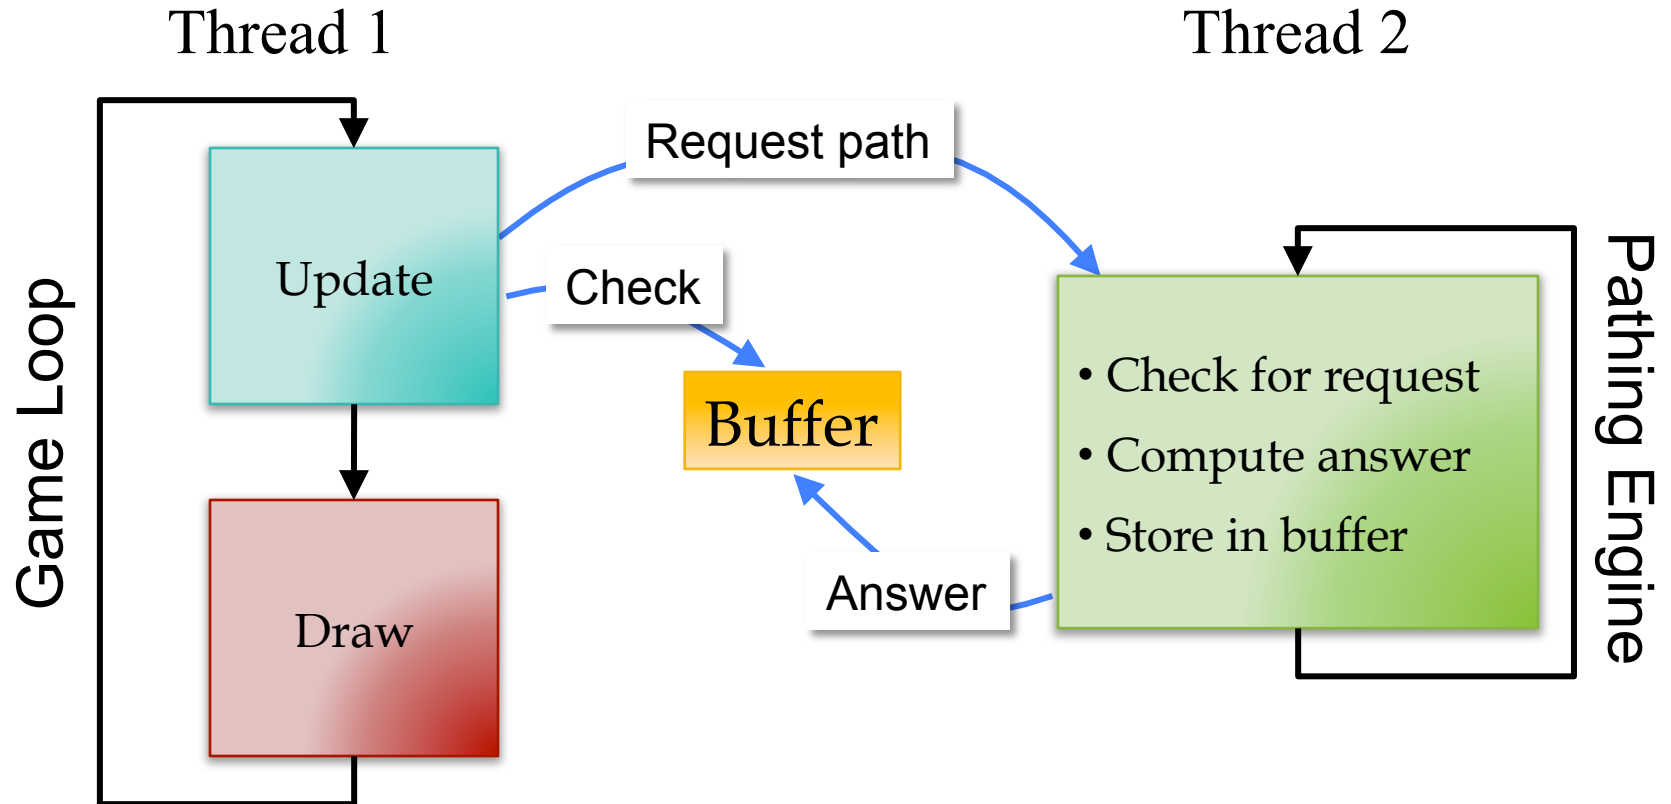 Thread 1
Thread 2
Request path
Check
Update
Game Loop
Buffer
• Check for request
• Compute answer
• Store in buffer
Pathing Engine
Answer
Draw